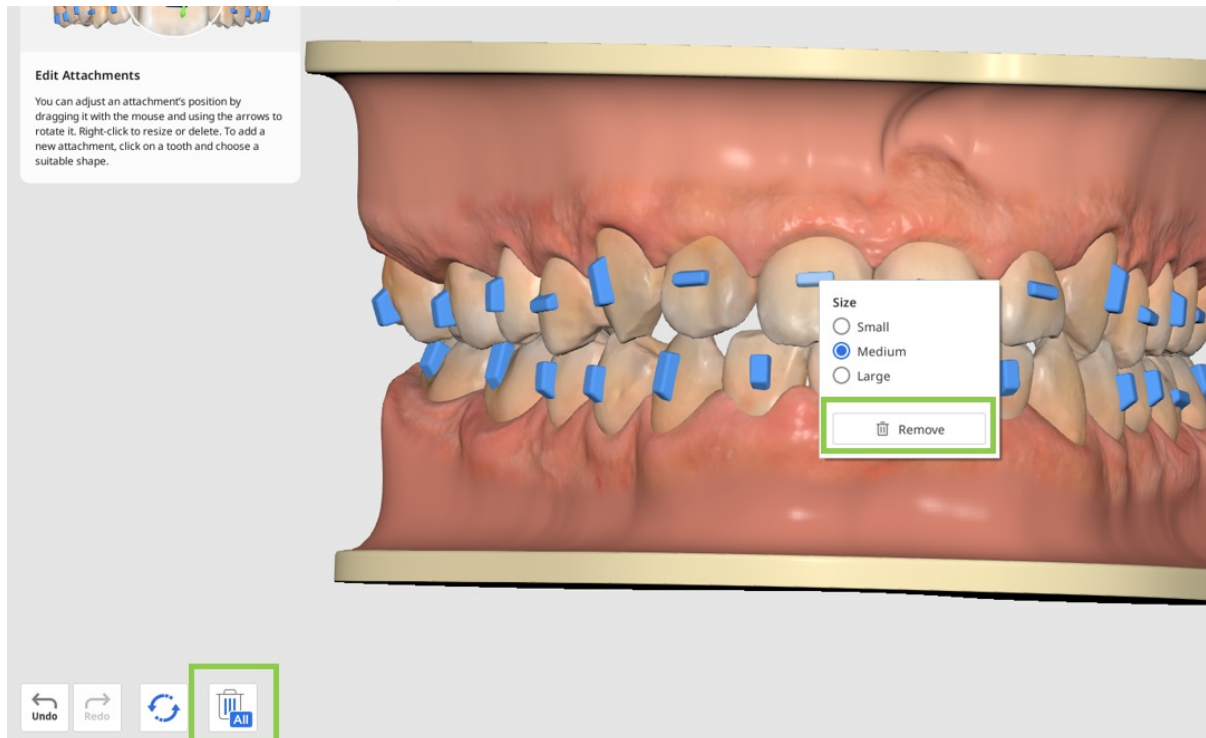 Edit Attachments
You can adjust an attachment's position by
dragging it with the mouse and using the arrows to
rotate it. Right-click to resize or delete. To add a
new attachment, click on a tooth and choose a
suitable shape.
Size
Small
Medium
Large
Remove
Undo
Redo
All